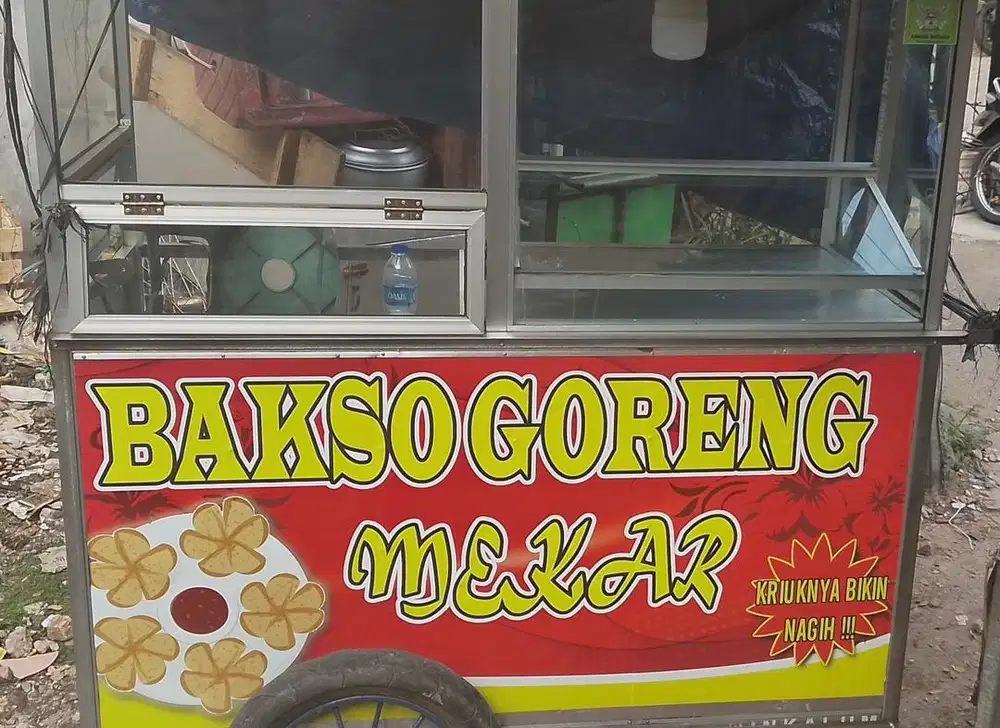 BAKSO GORENG
MEKAR
KRIUKNYA BIKIN
NAGIH !!!